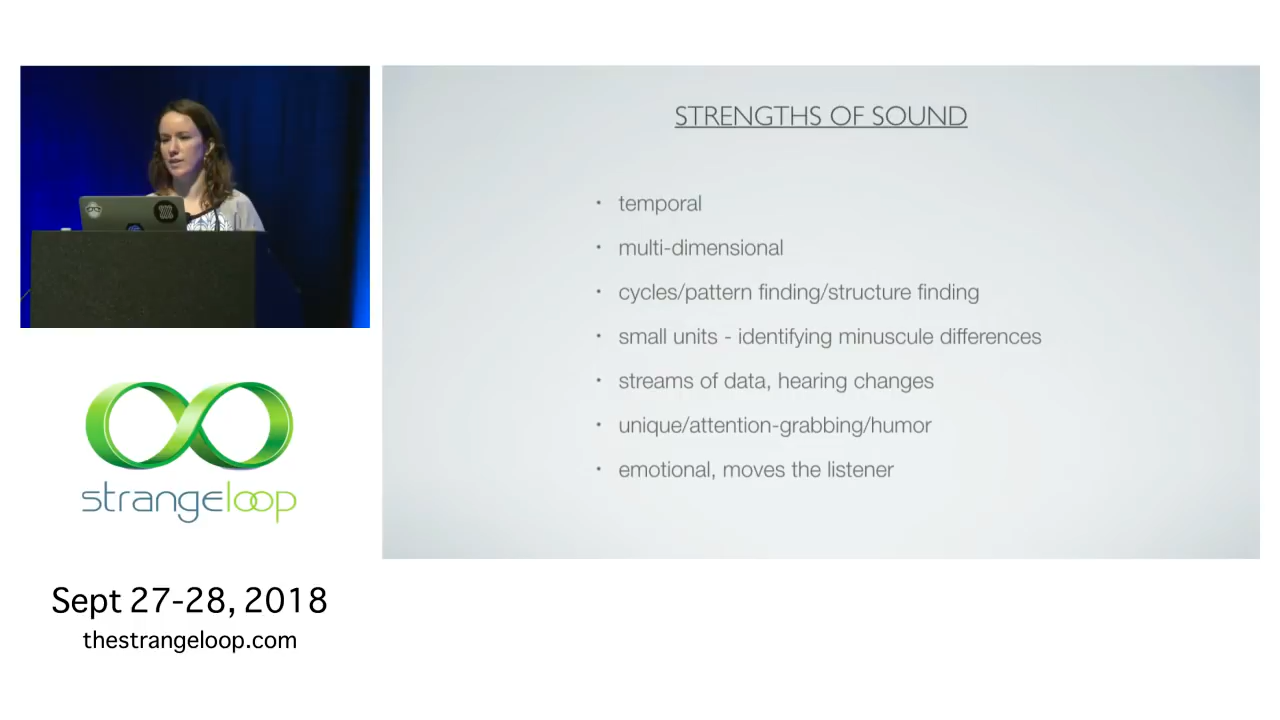 STRENGTHS OF SOUND
• temporal
• multi-dimensional
• cycles/pattern finding/structure finding
• small units - identifying minuscule differences
• streams of data, hearing changes
• unique/attention-grabbing/humor
• emotional, moves the listener
strangeloop
Sept 27-28, 2018
thestrangeloop.com